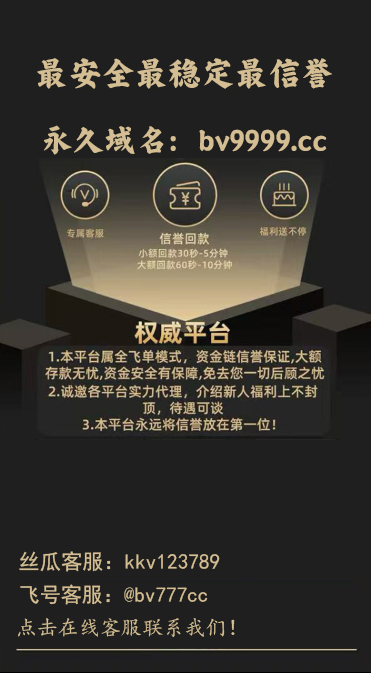 最安全最稳定最信誉
永久域名：bv9999.cc
专属客服
信誉回款
小额回款30秒-5分钟
大额回款60秒-10分钟
福利送不停
权威平台
1.本平台属全飞单模式，资金链信誉保证,大额
存款无忧,资金安全有保障,免去您一切后顾之忧
2.诚邀各平台实力代理，介绍新人福利上不封
顶，待遇可谈
3.本平台永远将信誉放在第一位！
丝瓜客服：kkv123789
飞号客服：@bv777cc
点击在线客服联系我们！